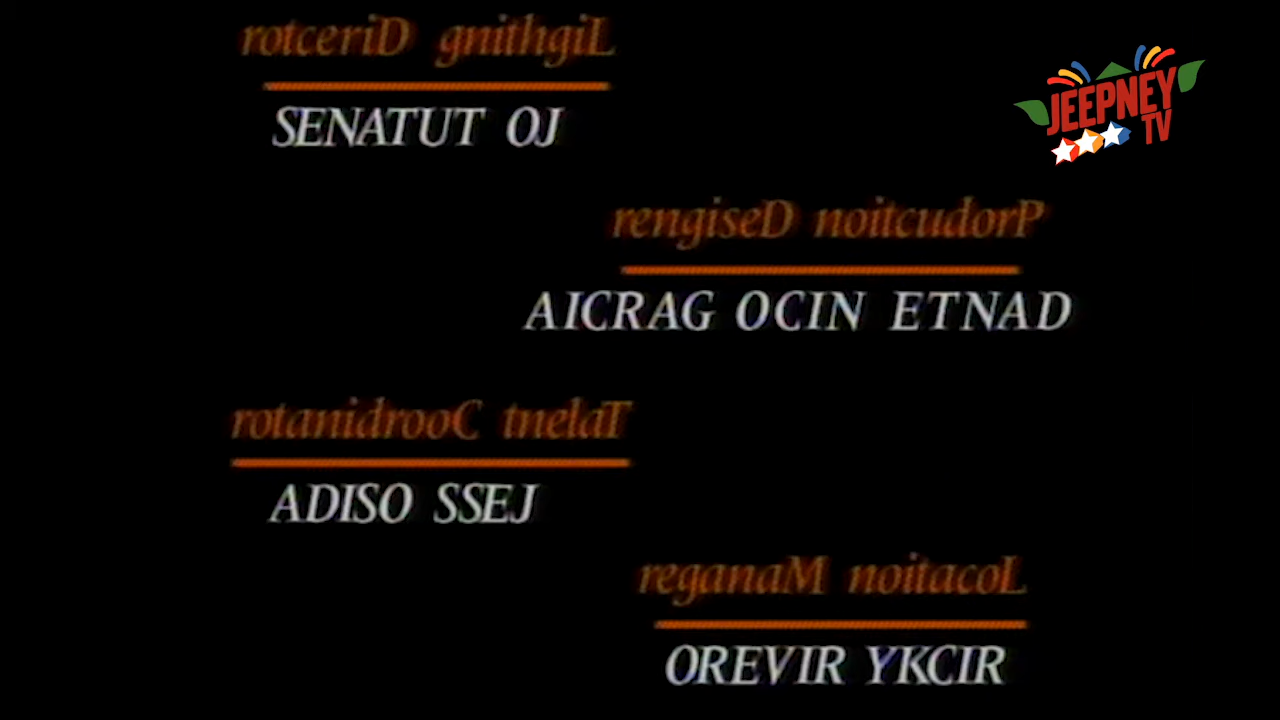 rotceriD gnithgiL
SENATUT OJ
JEEPNEY
TV
rengiseD noitcudorP
AICRAG OCIN ETNAD
rotanidrooC tnelaT
ADISO SSEJ
reganaM noitacoL
OREVIR YKCIR